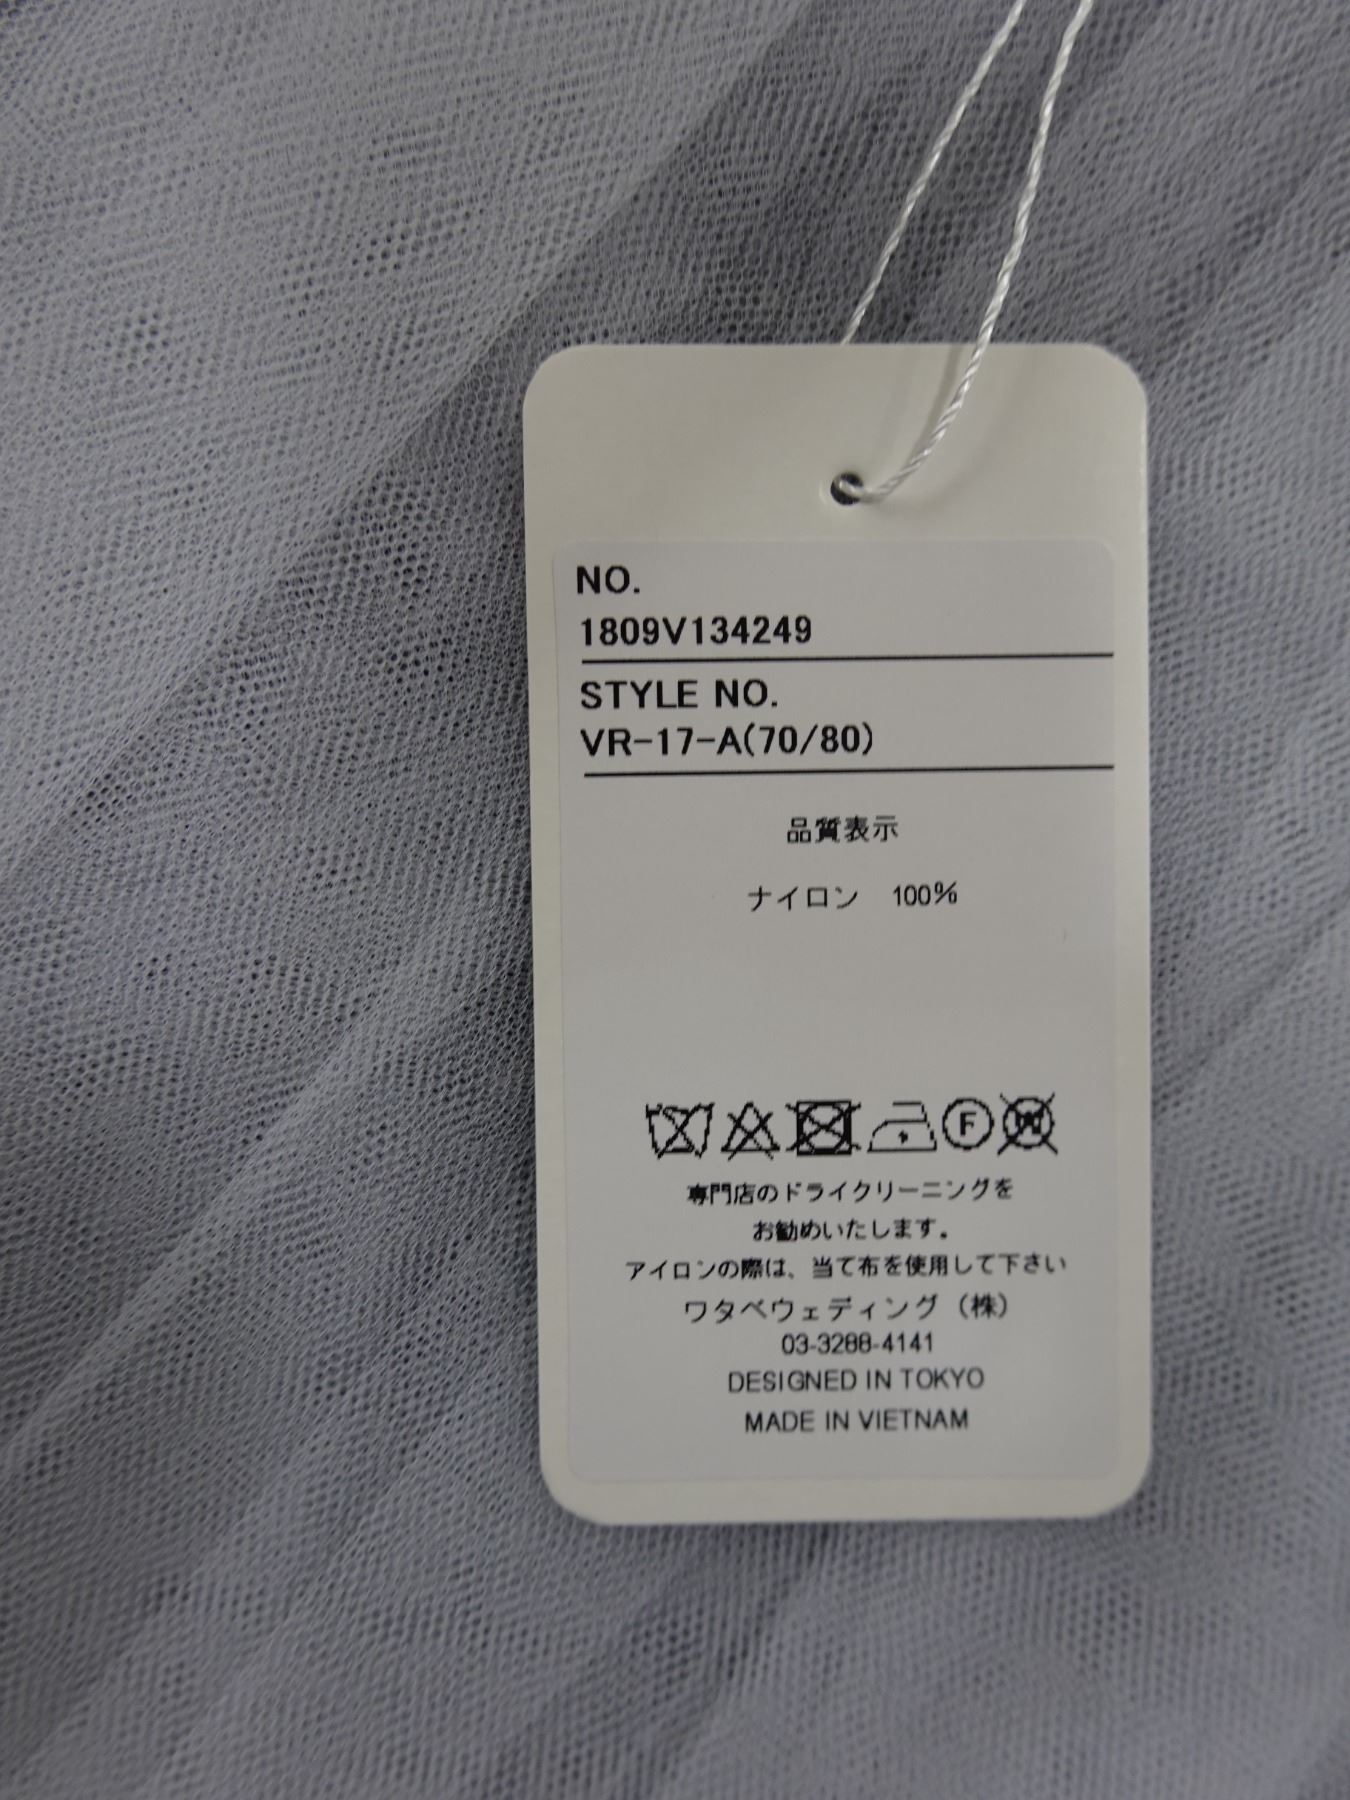 NO.
1809V134249
STYLE NO.
VR-17-A(70/80)
品質表示
ナイロン　100%
F
W
専門店のドライクリーニングを
お勧めいたします。
アイロンの際は、当て布を使用して下さい
ワタベウェディング（株）
03-3288-4141
DESIGNED IN TOKYO
MADE IN VIETNAM